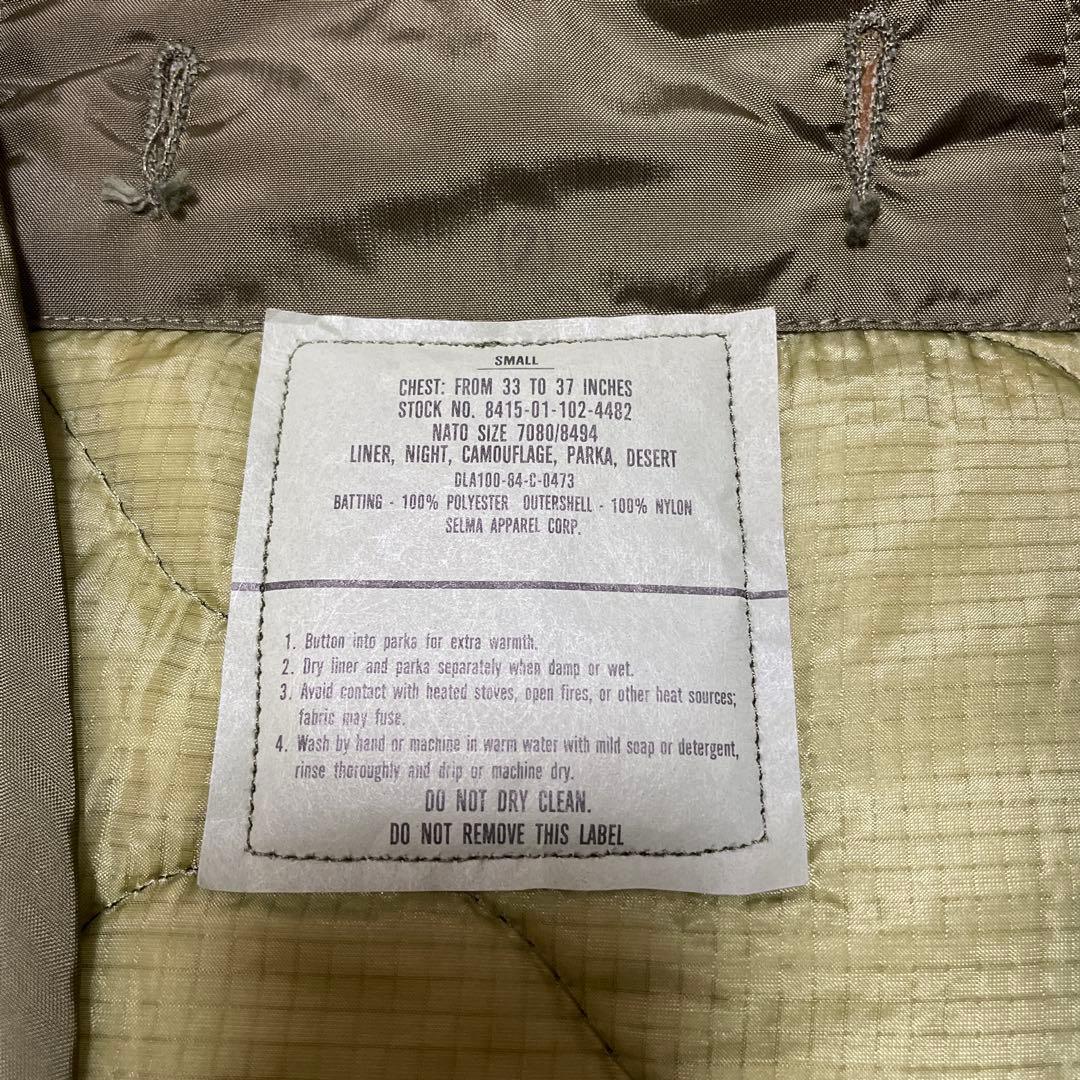 SMALL
CHEST: FROM 33 TO 37 INCHES
STOCK NO. 8415-01-102-4482
NATO SIZE 7080/8494
LINER, NIGHT, CAMOUFLAGE, PARKA, DESERT
DLA100-84-C-0473
BATTING - 100% POLYESTER OUTERSHELL - 100% NYLON
SELMA APPAREL CORP.
1. Button into parka for extra warmth.
2. Dry liner and parka separately when damp or wet.
3. Avoid contact with heated stoves, open fires, or other heat sources;
fabric may fuse.
4. Wash by hand or machine in warm water with mild soap or detergent,
rinse thoroughly and drip or machine dry.
DO NOT DRY CLEAN.
DO NOT REMOVE THIS LABEL